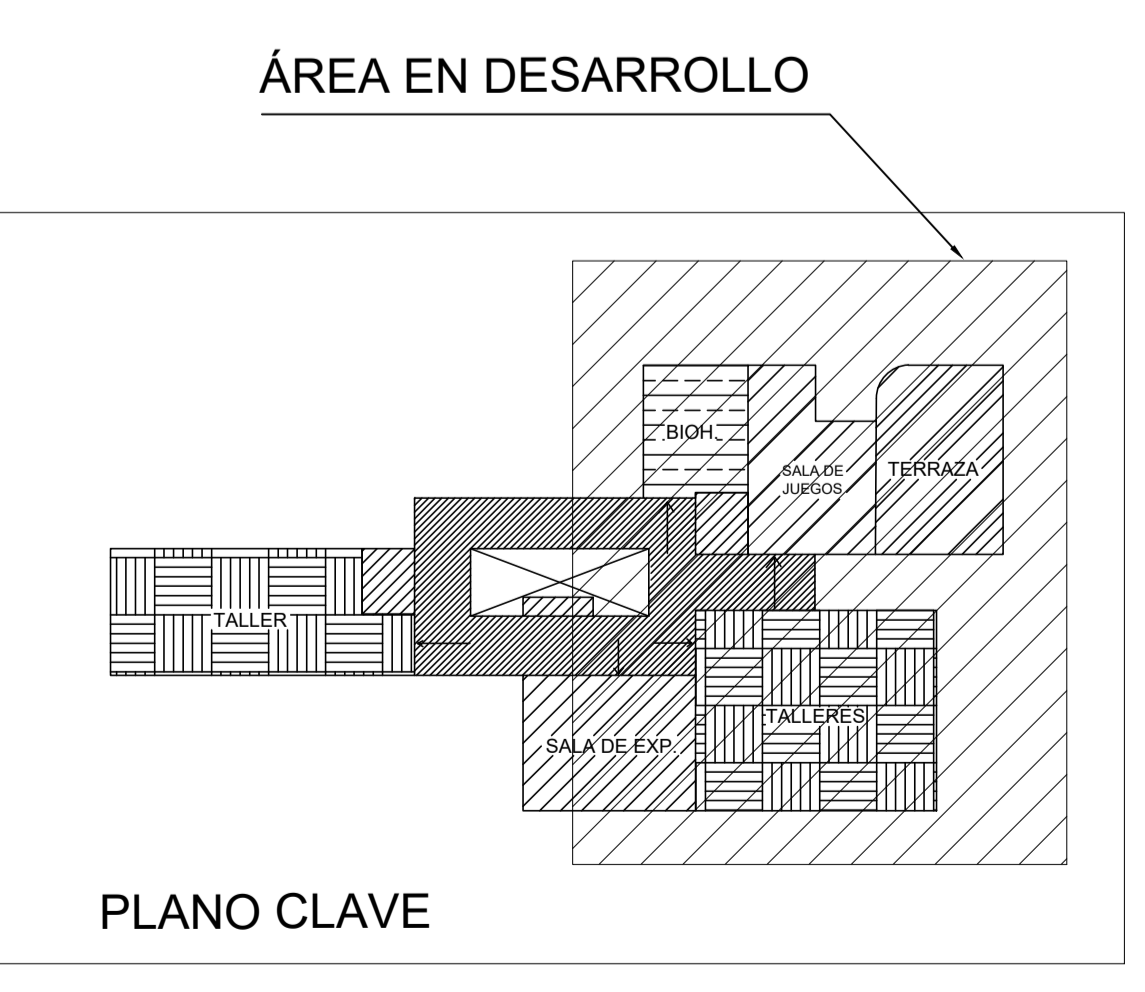 ÁREA EN DESARROLLO
BIOH.
SALA DE
JUEGOS
TERRAZA
TALLER
TALLERES
SALA DE EXP.
PLANO CLAVE